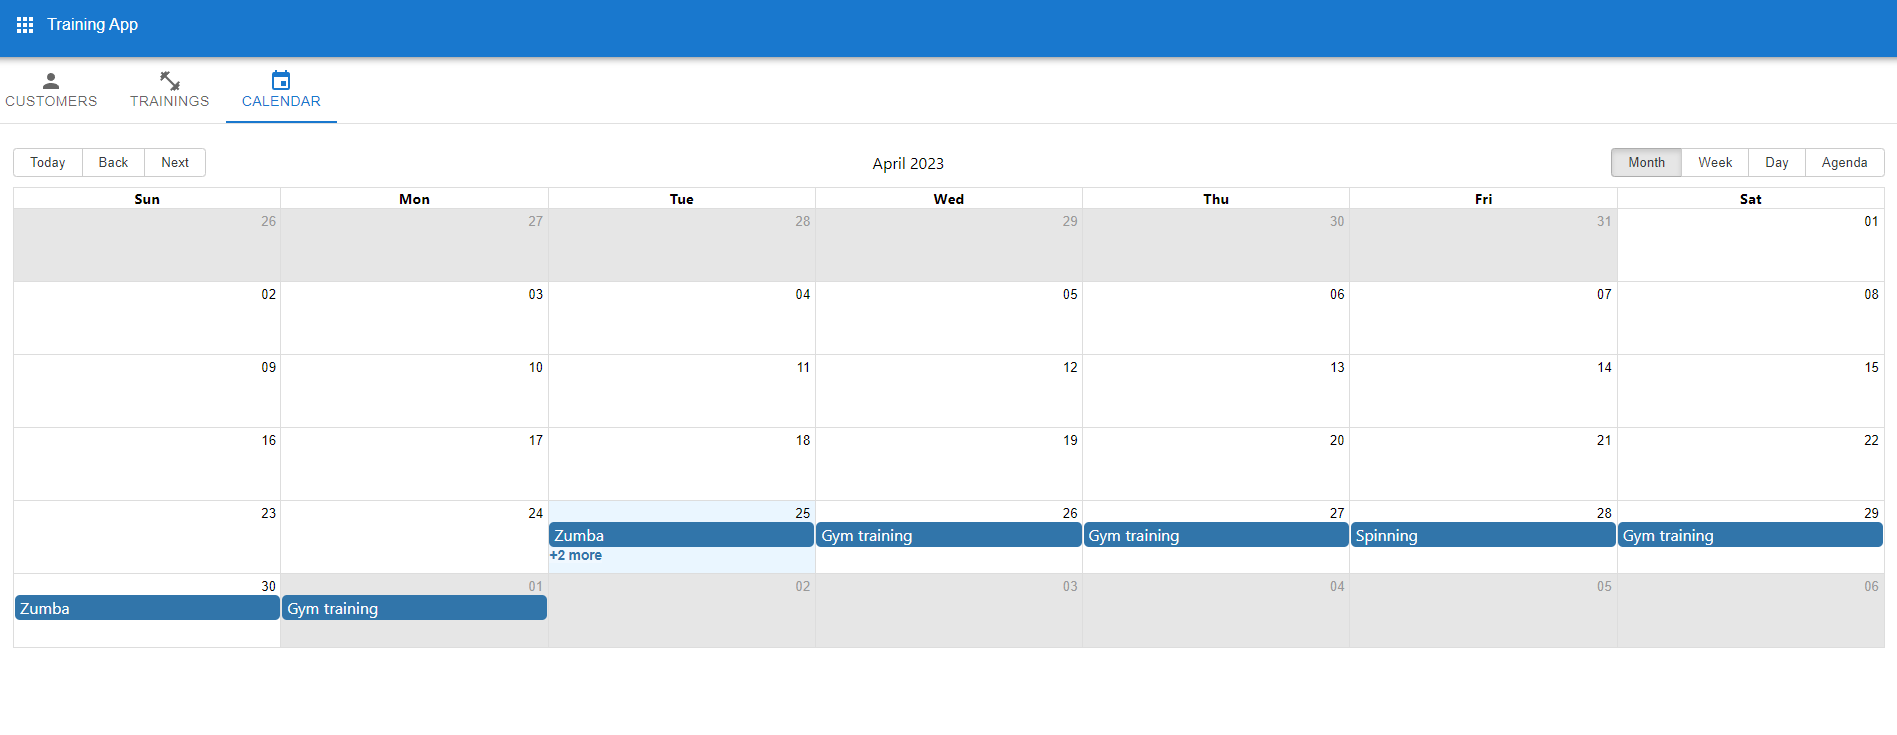 Training App
CUSTOMERS TRAININGS CALENDAR
Today Back Next April 2023 Month Week Day Agenda
Sun Mon Tue Wed Thu Fri Sat
26 27 28 29 30 31 01
02 03 04 05 06 07 08
09 10 11 12 13 14 15
16 17 18 19 20 21 22
23 24 25 26 27 28 29
Zumba Gym training Gym training Spinning Gym training
+2 more
30 01 02 03 04 05 06
Zumba Gym training